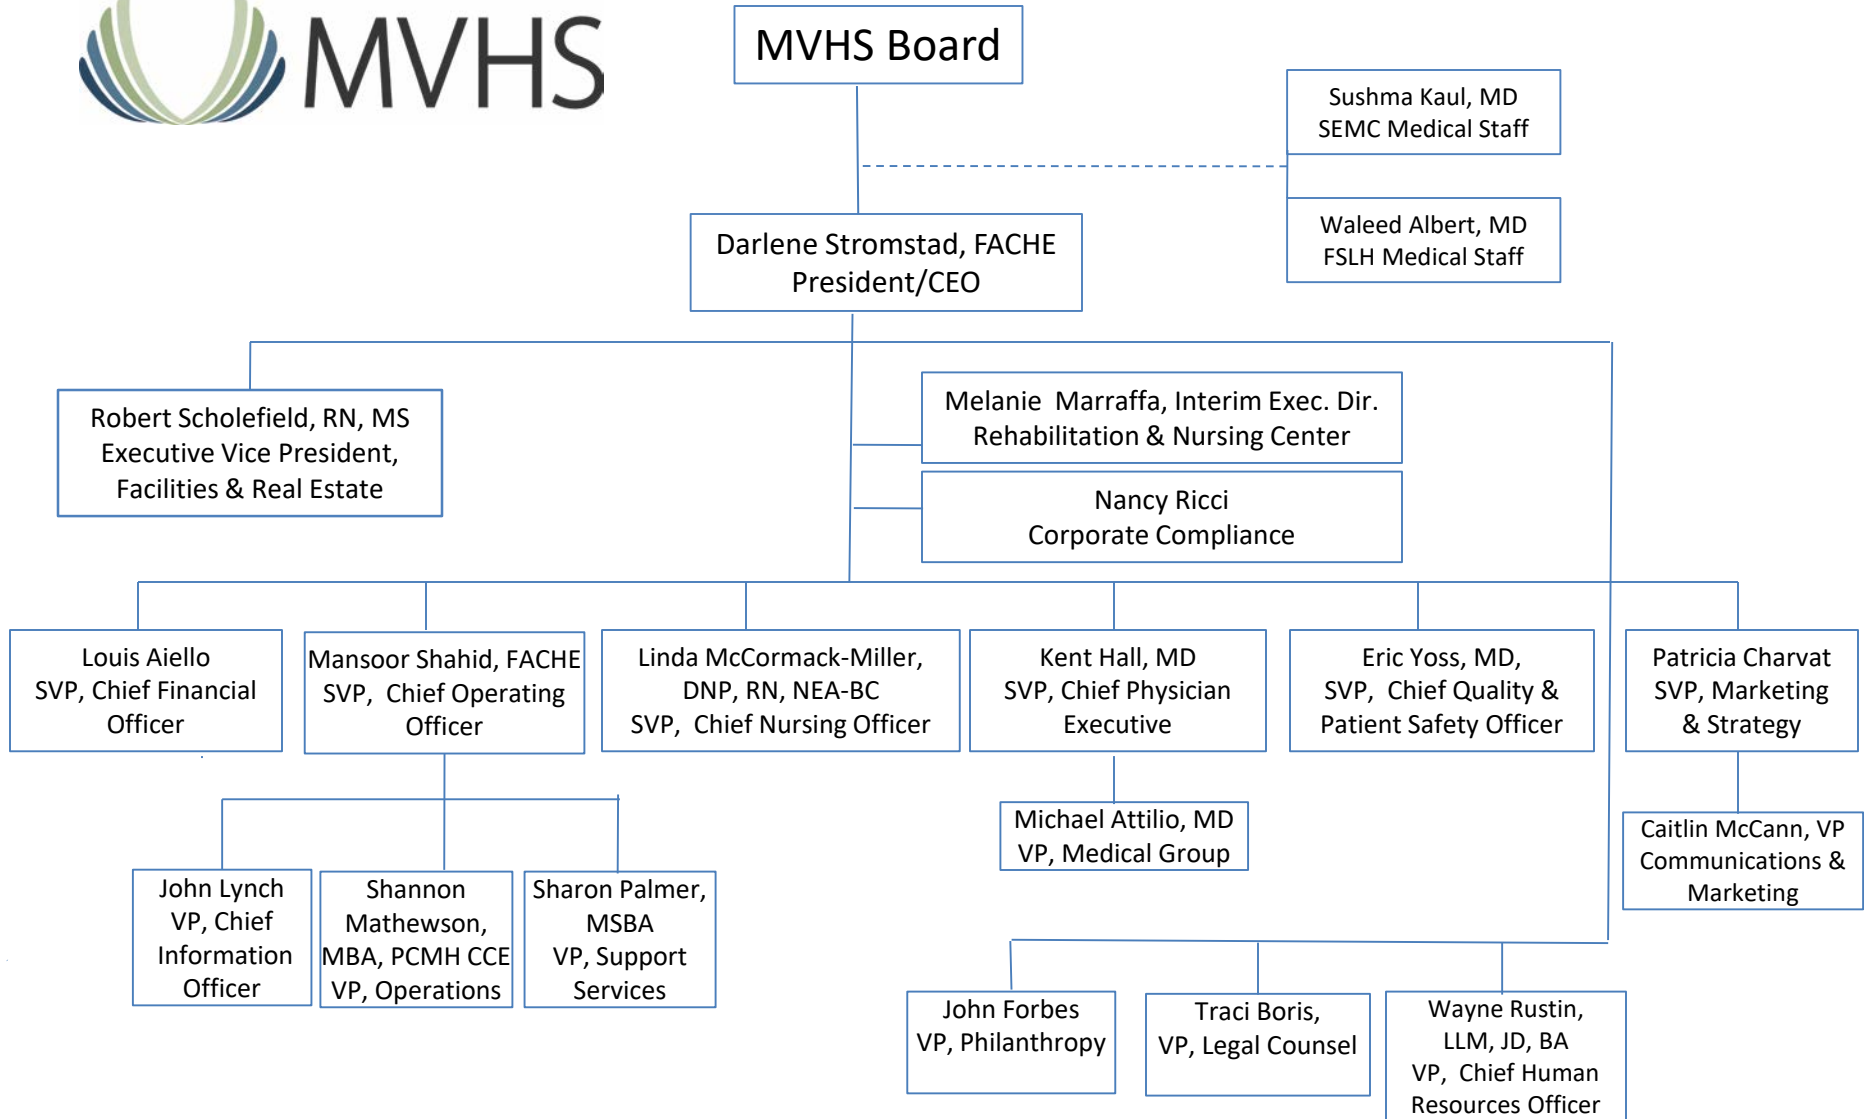 MVHS
MVHS Board
Sushma Kaul, MD
SEMC Medical Staff
Waleed Albert, MD
FSLH Medical Staff
Darlene Stromstad, FACHE
President/CEO
Robert Scholefield, RN, MS
Executive Vice President,
Facilities & Real Estate
Melanie  Marraffa, Interim Exec. Dir.
Rehabilitation & Nursing Center
Nancy Ricci
Corporate Compliance
Louis Aiello
SVP, Chief Financial
Officer
Mansoor Shahid, FACHE
SVP,  Chief Operating
Officer
Linda McCormack-Miller,
DNP, RN, NEA-BC
SVP,  Chief Nursing Officer
Kent Hall, MD
SVP, Chief Physician
Executive
Eric Yoss, MD,
SVP,  Chief Quality &
Patient Safety Officer
Patricia Charvat
SVP, Marketing
& Strategy
John Lynch
VP, Chief
Information
Officer
Shannon
Mathewson,
MBA, PCMH CCE
VP, Operations
Sharon Palmer,
MSBA
VP, Support
Services
Michael Attilio, MD
VP, Medical Group
Caitlin McCann, VP
Communications &
Marketing
John Forbes
VP, Philanthropy
Traci Boris,
VP, Legal Counsel
Wayne Rustin,
LLM, JD, BA
VP,  Chief Human
Resources Officer